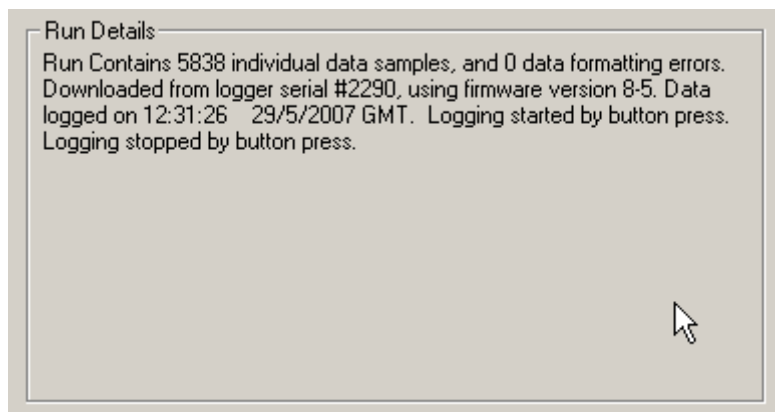 Run Details
Run Contains 5838 individual data samples, and 0 data formatting errors.
Downloaded from logger serial #2290, using firmware version 8-5. Data
logged on 12:31:26    29/5/2007 GMT.  Logging started by button press.
Logging stopped by button press.